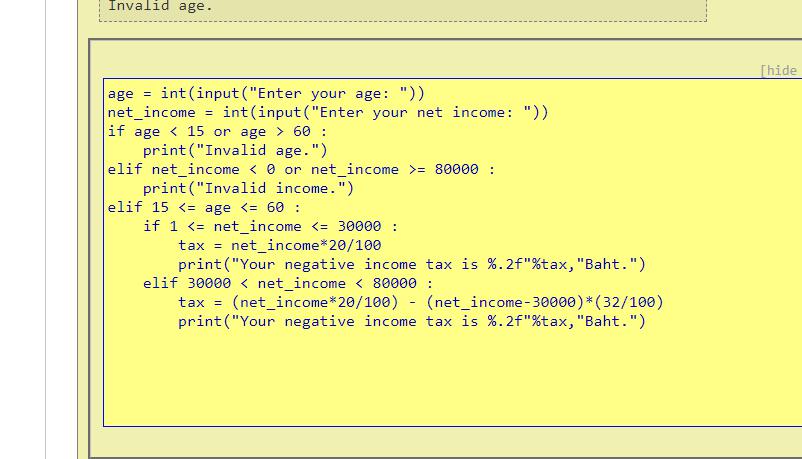 Invalid age.
[hide
age = int(input("Enter your age: "))
net_income = int(input("Enter your net income: "))
if age < 15 or age > 60 :
    print("Invalid age.")
elif net_income < 0 or net_income >= 80000 :
    print("Invalid income.")
elif 15 <= age <= 60 :
    if 1 <= net_income <= 30000 :
        tax = net_income*20/100
        print("Your negative income tax is %.2f"%tax,"Baht.")
    elif 30000 < net_income < 80000 :
        tax = (net_income*20/100) - (net_income-30000)*(32/100)
        print("Your negative income tax is %.2f"%tax,"Baht.")